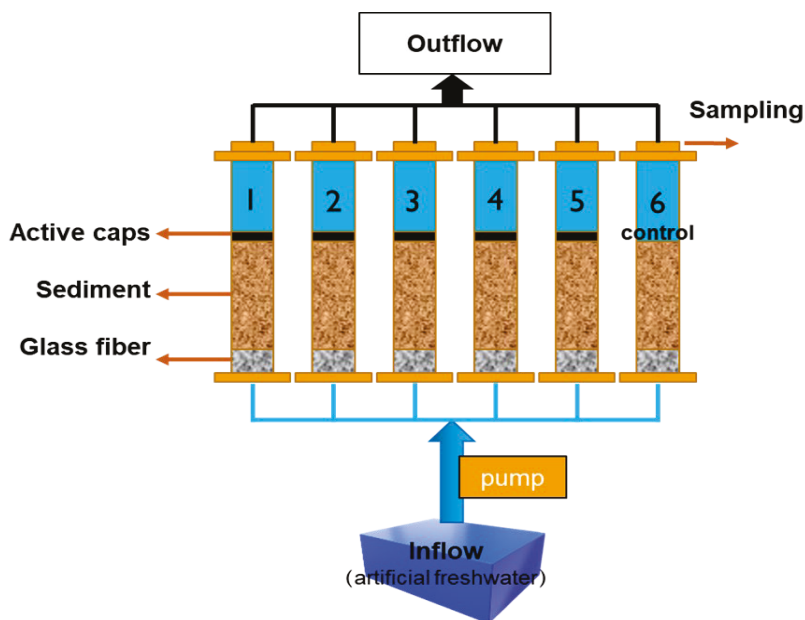 Outflow
Sampling
1 2 3 4 5 6
control
Active caps
Sediment
Glass fiber
pump
Inflow
(artificial freshwater)